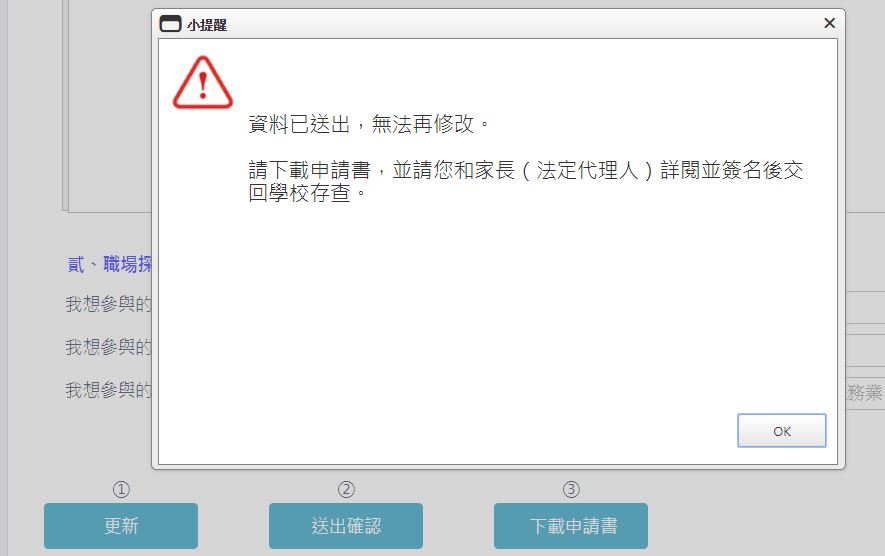 小提醒
資料已送出，無法再修改。
請下載申請書，並請您和家長（法定代理人）詳閱並簽名後交
回學校存查。
OK
貳、職場探
我想參與的
我想參與的
我想參與的
務業
① ② ③
更新 送出確認 下載申請書